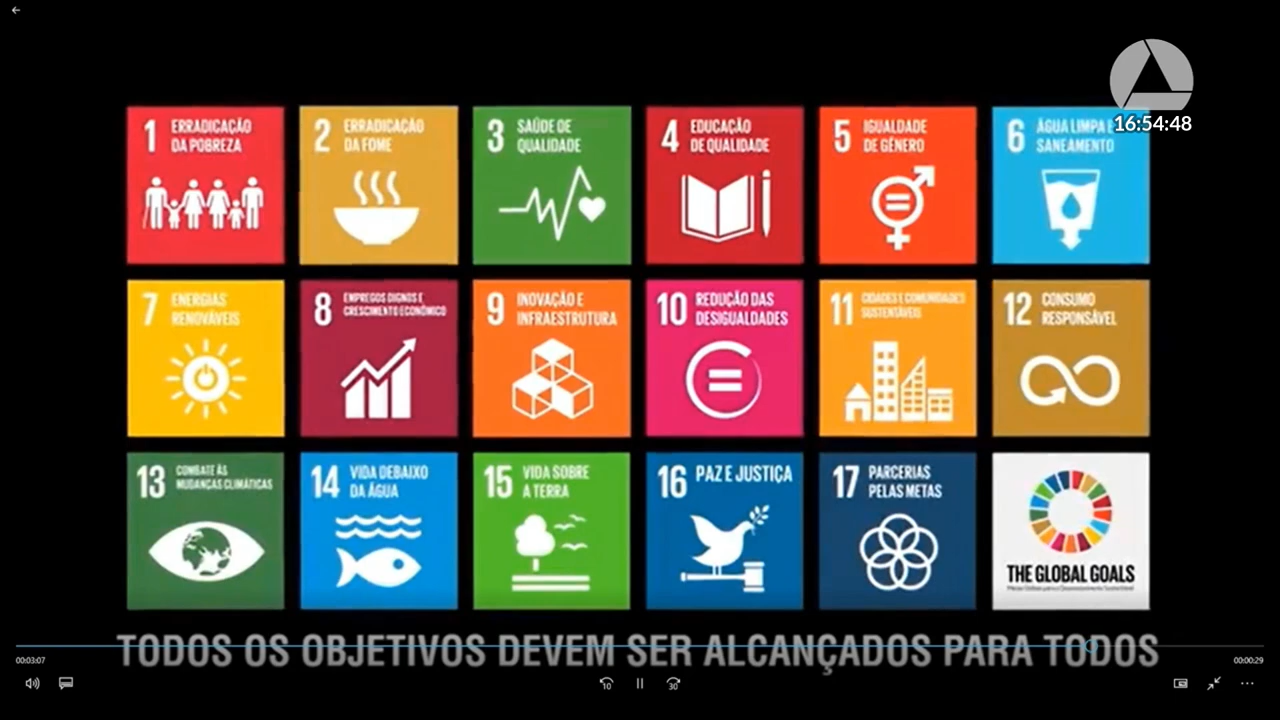 16:54:48
1 ERRADICAÇÃO
DA POBREZA
2 ERRADICAÇÃO
DA FOME
3 SAÚDE DE
QUALIDADE
4 EDUCAÇÃO
DE QUALIDADE
5 IGUALDADE
DE GÊNERO
6 ÁGUA LIMPA E
SANEAMENTO
7 ENERGIAS
RENOVÁVEIS
8 EMPREGOS DIGNOS E
CRESCIMENTO ECONÔMICO
9 INOVAÇÃO E
INFRAESTRUTURA
10 REDUÇÃO DAS
DESIGUALDADES
11 CIDADES E COMUNIDADES
SUSTENTÁVEIS
12 CONSUMO
RESPONSÁVEL
13 COMBATE ÀS
MUDANÇAS CLIMÁTICAS
14 VIDA DEBAIXO
DA ÁGUA
15 VIDA SOBRE
A TERRA
16 PAZ E JUSTIÇA
17 PARCERIAS
PELAS METAS
THE GLOBAL GOALS
TODOS OS OBJETIVOS DEVEM SER ALCANÇADOS PARA TODOS
00:03:07
00:00:29
10
30